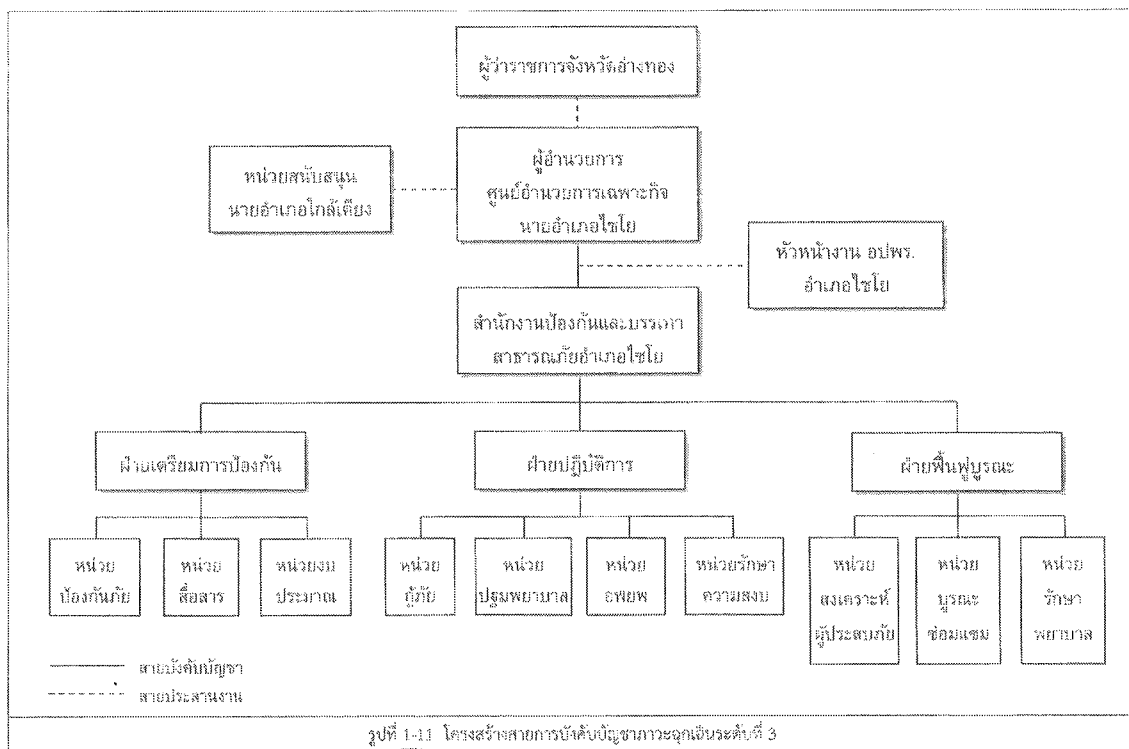 ผู้ว่าราชการจังหวัดอ่างทอง
ผู้อำนวยการ
ศูนย์อำนวยการเฉพาะกิจ
นายอำเภอไชโย
หน่วยสนับสนุน
นายอำเภอใกล้เคียง
หัวหน้างาน อปพร.
อำเภอไชโย
สำนักงานป้องกันและบรรเทา
สาธารณภัยอำเภอไชโย
ฝ่ายเตรียมการป้องกัน
ฝ่ายปฏิบัติการ
ฝ่ายฟื้นฟูบูรณะ
หน่วย
ป้องกันภัย
หน่วย
สื่อสาร
หน่วยงบ
ประมาณ
หน่วย
กู้ภัย
หน่วย
ปฐมพยาบาล
หน่วย
อพยพ
หน่วยรักษา
ความสงบ
หน่วย
สงเคราะห์
ผู้ประสบภัย
หน่วย
บูรณะ
ซ่อมแซม
หน่วย
รักษา
พยาบาล
สายบังคับบัญชา
สายประสานงาน
รูปที่ 1-11 โครงสร้างสายการบังคับบัญชาภาวะฉุกเฉินระดับที่ 3